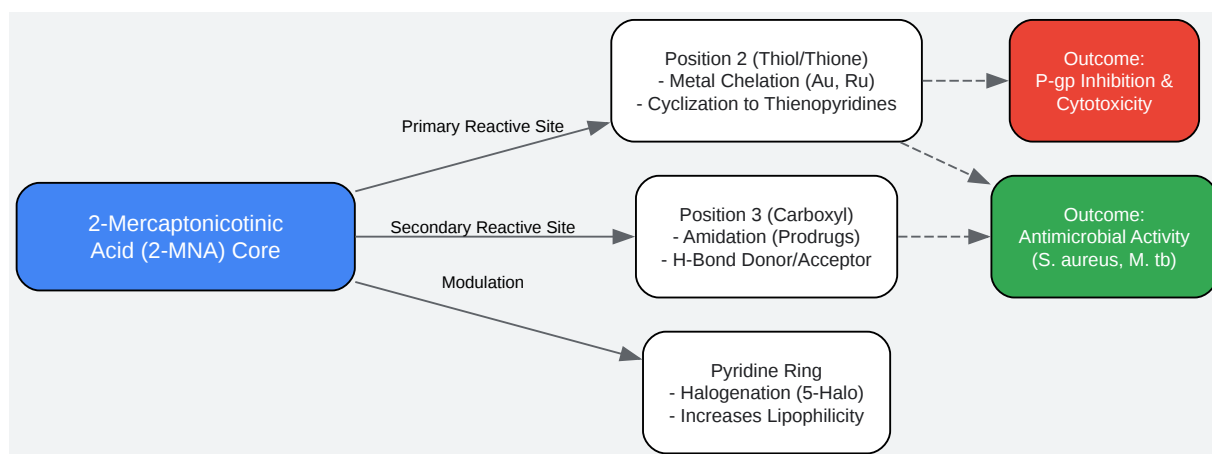 2-Mercaptonicotinic
Acid (2-MNA) Core
Primary Reactive Site
Secondary Reactive Site
Modulation
Position 2 (Thiol/Thione)
- Metal Chelation (Au, Ru)
- Cyclization to Thienopyridines
Position 3 (Carboxyl)
- Amidation (Prodrugs)
- H-Bond Donor/Acceptor
Pyridine Ring
- Halogenation (5-Halo)
- Increases Lipophilicity
Outcome:
P-gp Inhibition &
Cytotoxicity
Outcome:
Antimicrobial Activity
(S. aureus, M. tb)